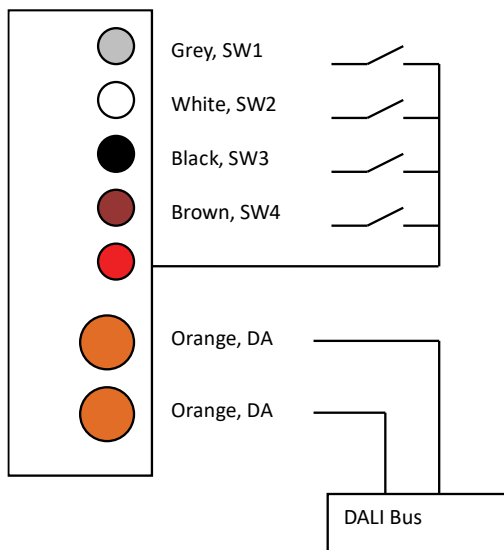 Grey, SW1
White, SW2
Black, SW3
Brown, SW4
Orange, DA
Orange, DA
DALI Bus